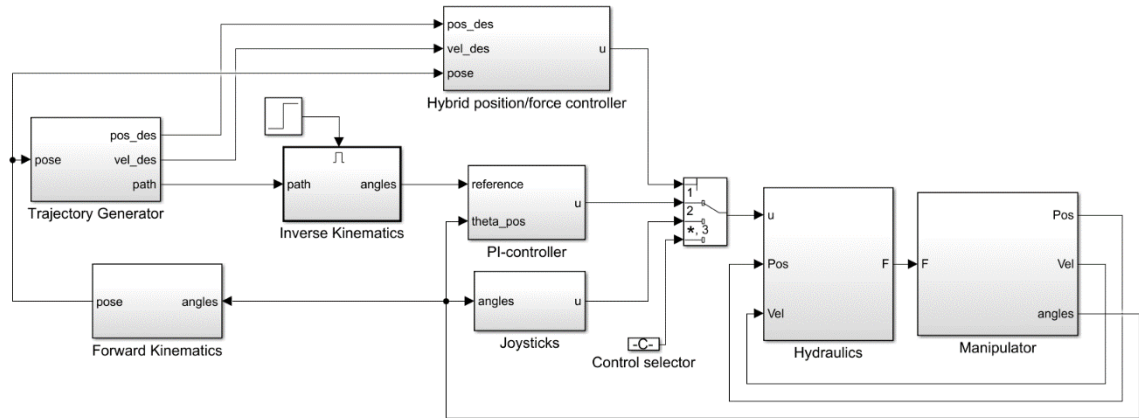 pos_des
vel_des
pose
u
Hybrid position/force controller
pose
pos_des
vel_des
path
Trajectory Generator
path
angles
Inverse Kinematics
reference
theta_pos
u
PI-controller
1
2
*, 3
u
Pos
Vel
F
Hydraulics
F
Pos
Vel
angles
Manipulator
pose
angles
Forward Kinematics
angles
u
Joysticks
-C-
Control selector